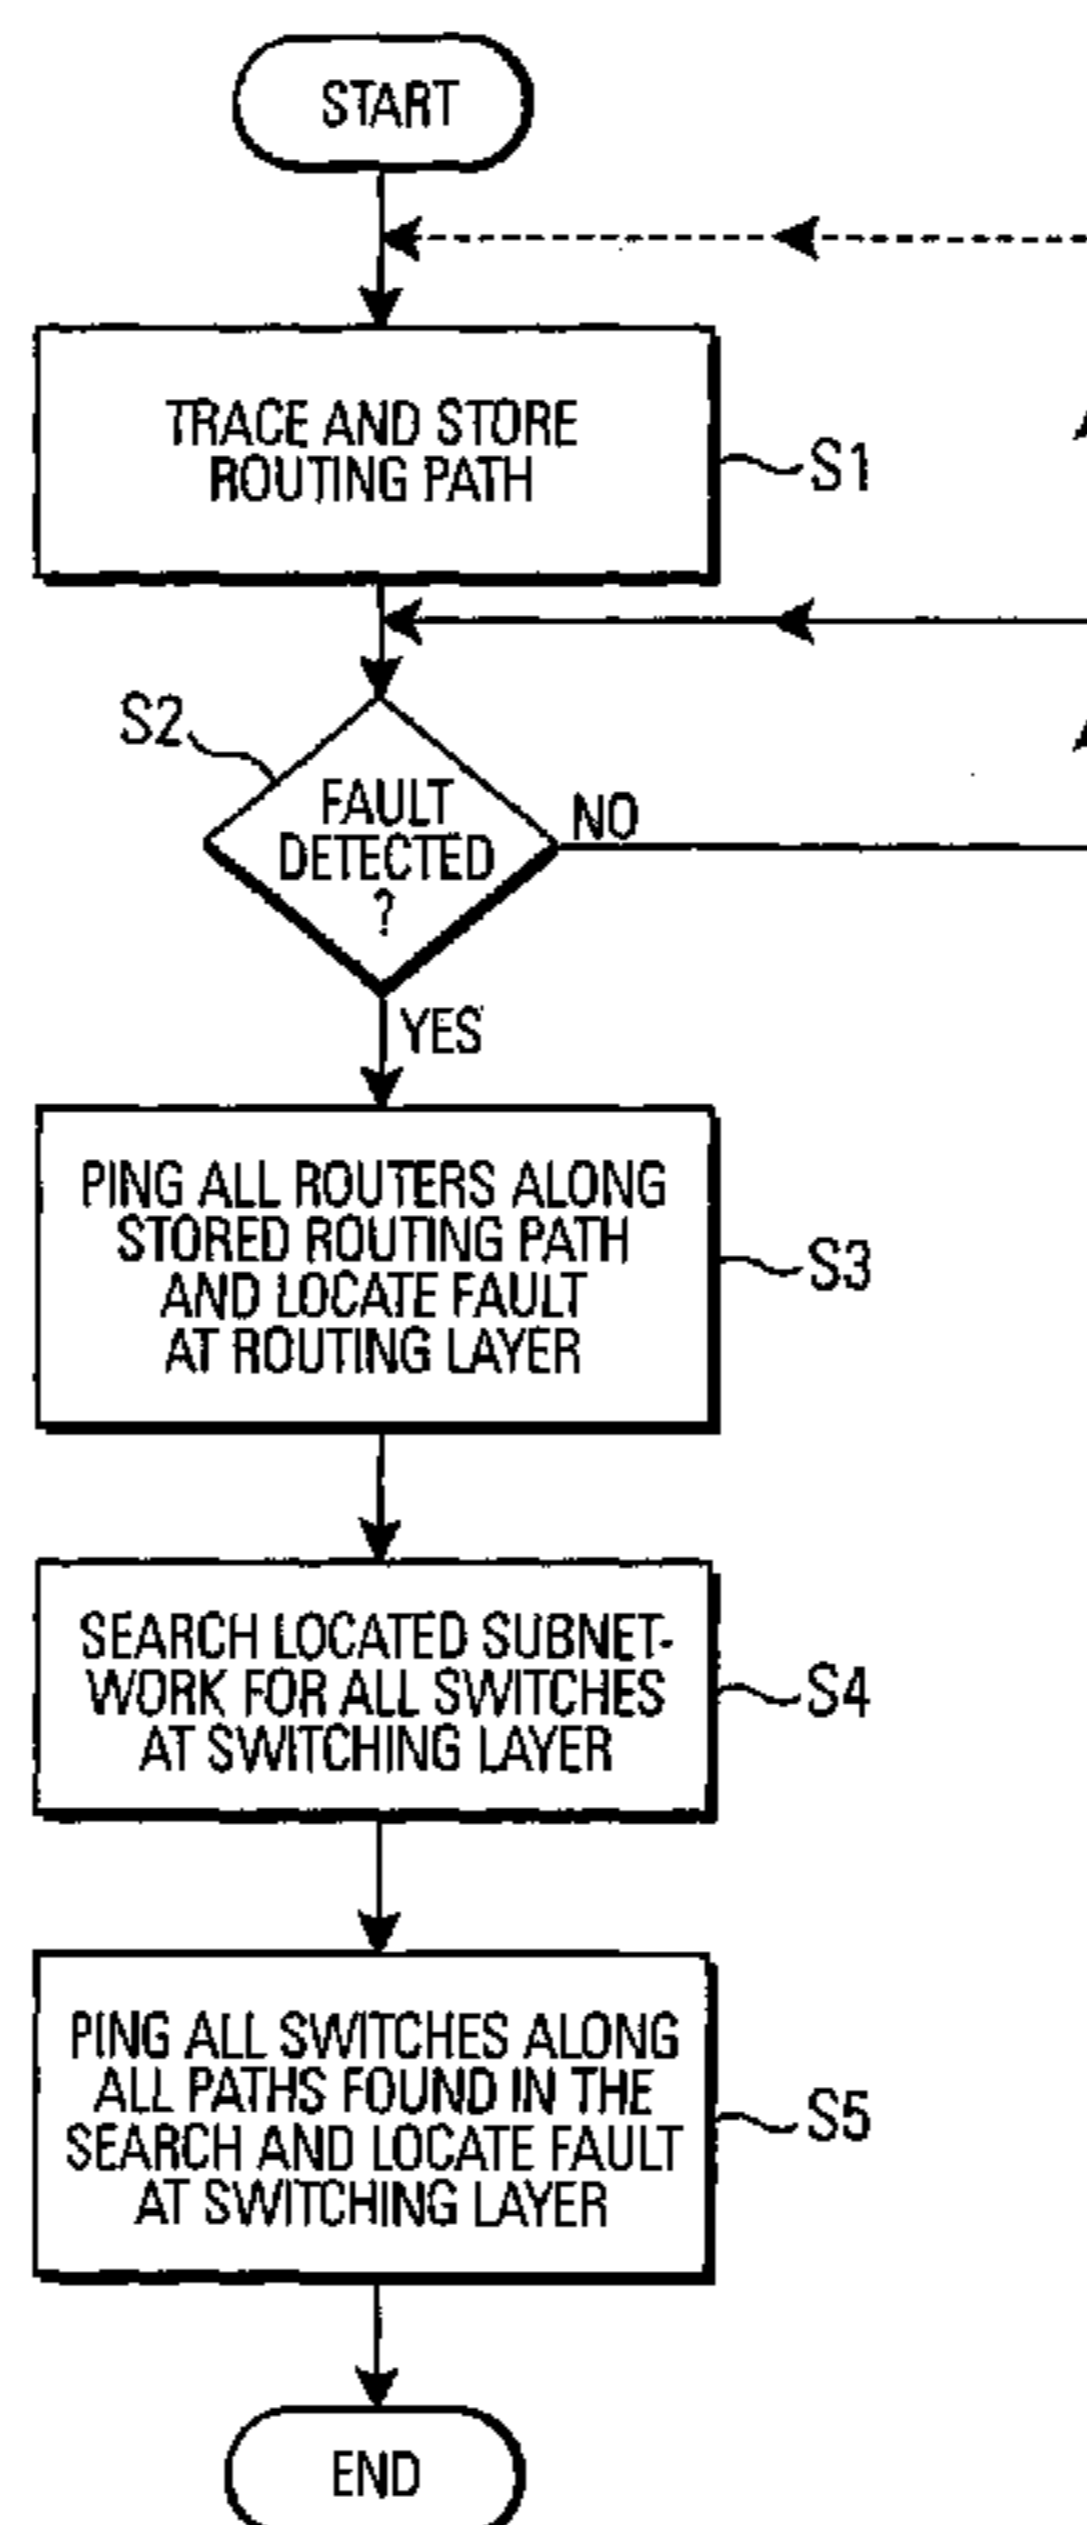 START
TRACE AND STORE
ROUTING PATH
S1
S2
FAULT
DETECTED
?
NO
YES
PING ALL ROUTERS ALONG
STORED ROUTING PATH
AND LOCATE FAULT
AT ROUTING LAYER
S3
SEARCH LOCATED SUBNET-
WORK FOR ALL SWITCHES
AT SWITCHING LAYER
S4
PING ALL SWITCHES ALONG
ALL PATHS FOUND IN THE
SEARCH AND LOCATE FAULT
AT SWITCHING LAYER
S5
END